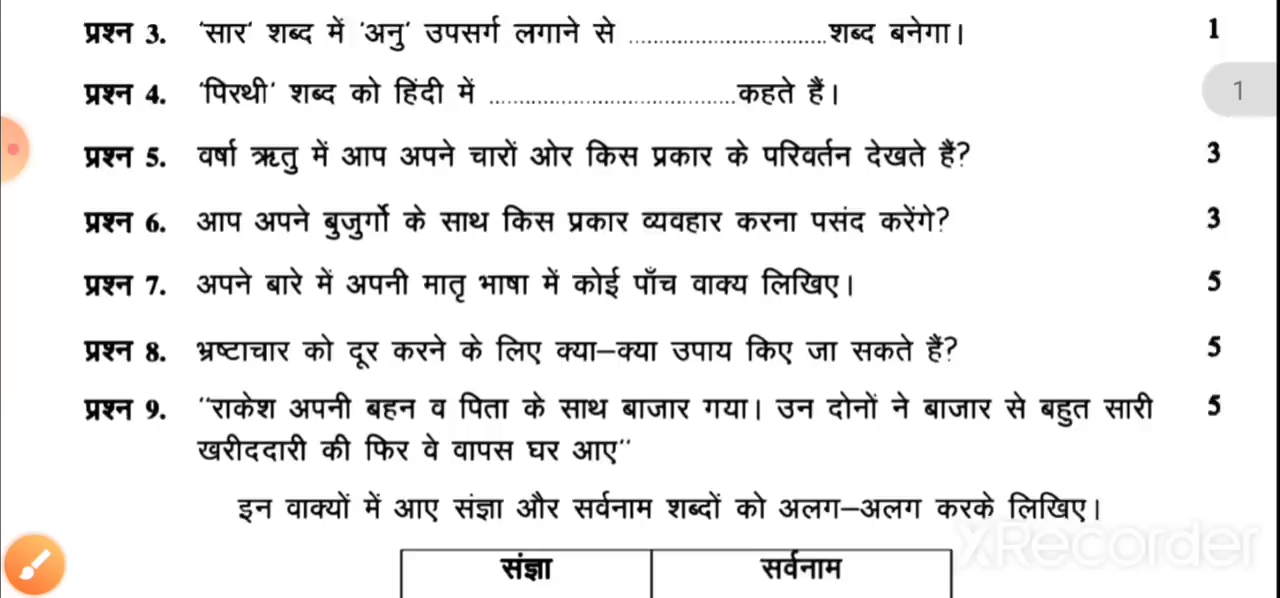 प्रश्न 3. ‘सार’ शब्द में ‘अनु’ उपसर्ग लगाने से ..............................शब्द बनेगा। 1
प्रश्न 4. ‘पिरथी’ शब्द को हिंदी में ......................................कहते हैं। 1
प्रश्न 5. वर्षा ऋतु में आप अपने चारों ओर किस प्रकार के परिवर्तन देखते हैं? 3
प्रश्न 6. आप अपने बुजुर्गो के साथ किस प्रकार व्यवहार करना पसंद करेंगे? 3
प्रश्न 7. अपने बारे में अपनी मातृ भाषा में कोई पाँच वाक्य लिखिए। 5
प्रश्न 8. भ्रष्टाचार को दूर करने के लिए क्या–क्या उपाय किए जा सकते हैं? 5
प्रश्न 9. “राकेश अपनी बहन व पिता के साथ बाजार गया। उन दोनों ने बाजार से बहुत सारी 5
खरीददारी की फिर वे वापस घर आए”
इन वाक्यों में आए संज्ञा और सर्वनाम शब्दों को अलग–अलग करके लिखिए।
XRecorder
संज्ञा सर्वनाम